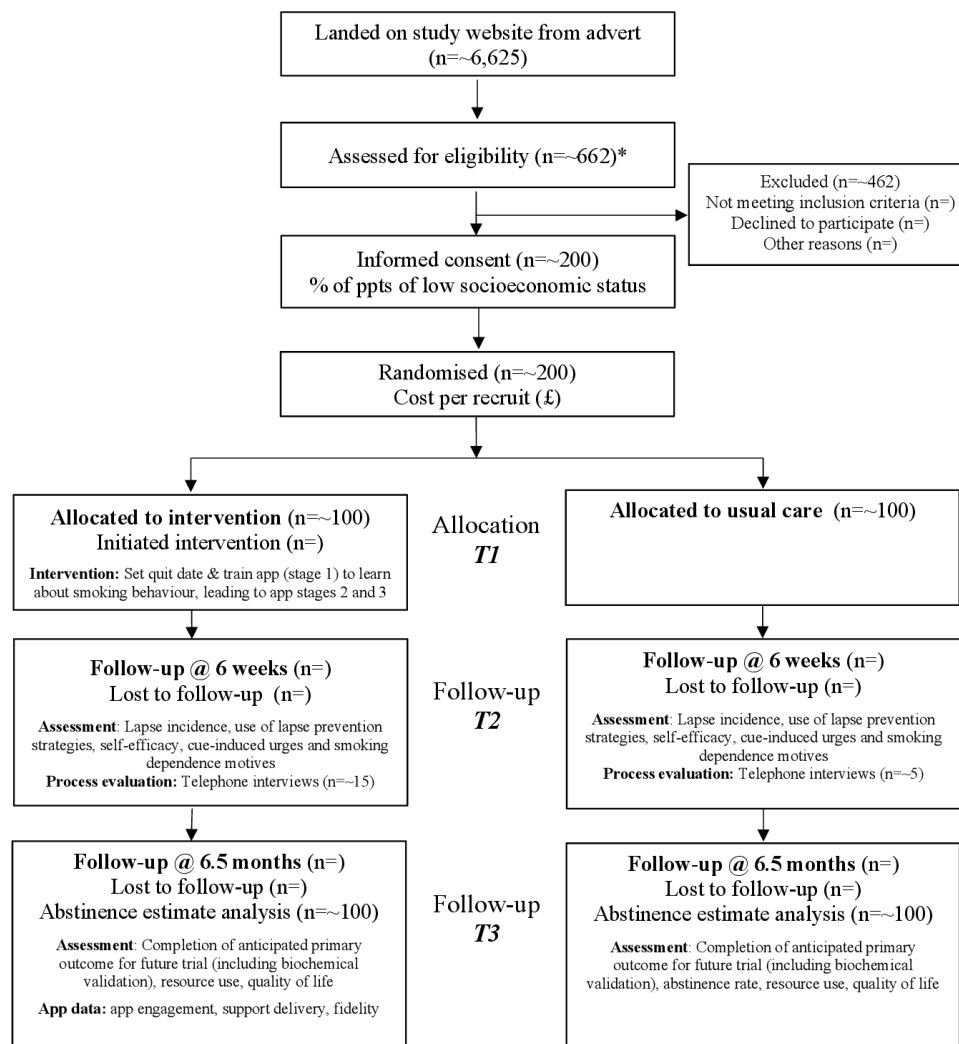 Landed on study website from advert
(n=~6,625)
Assessed for eligibility (n=~662)*
Excluded (n=~462)
Not meeting inclusion criteria (n=)
Declined to participate (n=)
Other reasons (n=)
Informed consent (n=~200)
% of ppts of low socioeconomic status
Randomised (n=~200)
Cost per recruit (£)
Allocated to intervention (n=~100)
Initiated intervention (n=)
Intervention: Set quit date & train app (stage 1) to learn
about smoking behaviour, leading to app stages 2 and 3
Allocation
T1
Allocated to usual care (n=~100)
Follow-up @ 6 weeks (n=)
Lost to follow-up (n=)
Assessment: Lapse incidence, use of lapse prevention
strategies, self-efficacy, cue-induced urges and smoking
dependence motives
Process evaluation: Telephone interviews (n=~15)
Follow-up
T2
Follow-up @ 6 weeks (n=)
Lost to follow-up (n=)
Assessment: Lapse incidence, use of lapse prevention
strategies, self-efficacy, cue-induced urges and smoking
dependence motives
Process evaluation: Telephone interviews (n=~5)
Follow-up @ 6.5 months (n=)
Lost to follow-up (n=)
Abstinence estimate analysis (n=~100)
Assessment: Completion of anticipated primary
outcome for future trial (including biochemical
validation), resource use, quality of life
App data: app engagement, support delivery, fidelity
Follow-up
T3
Follow-up @ 6.5 months (n=)
Lost to follow-up (n=)
Abstinence estimate analysis (n=~100)
Assessment: Completion of anticipated primary
outcome for future trial (including biochemical
validation), abstinence rate, resource use, quality of life